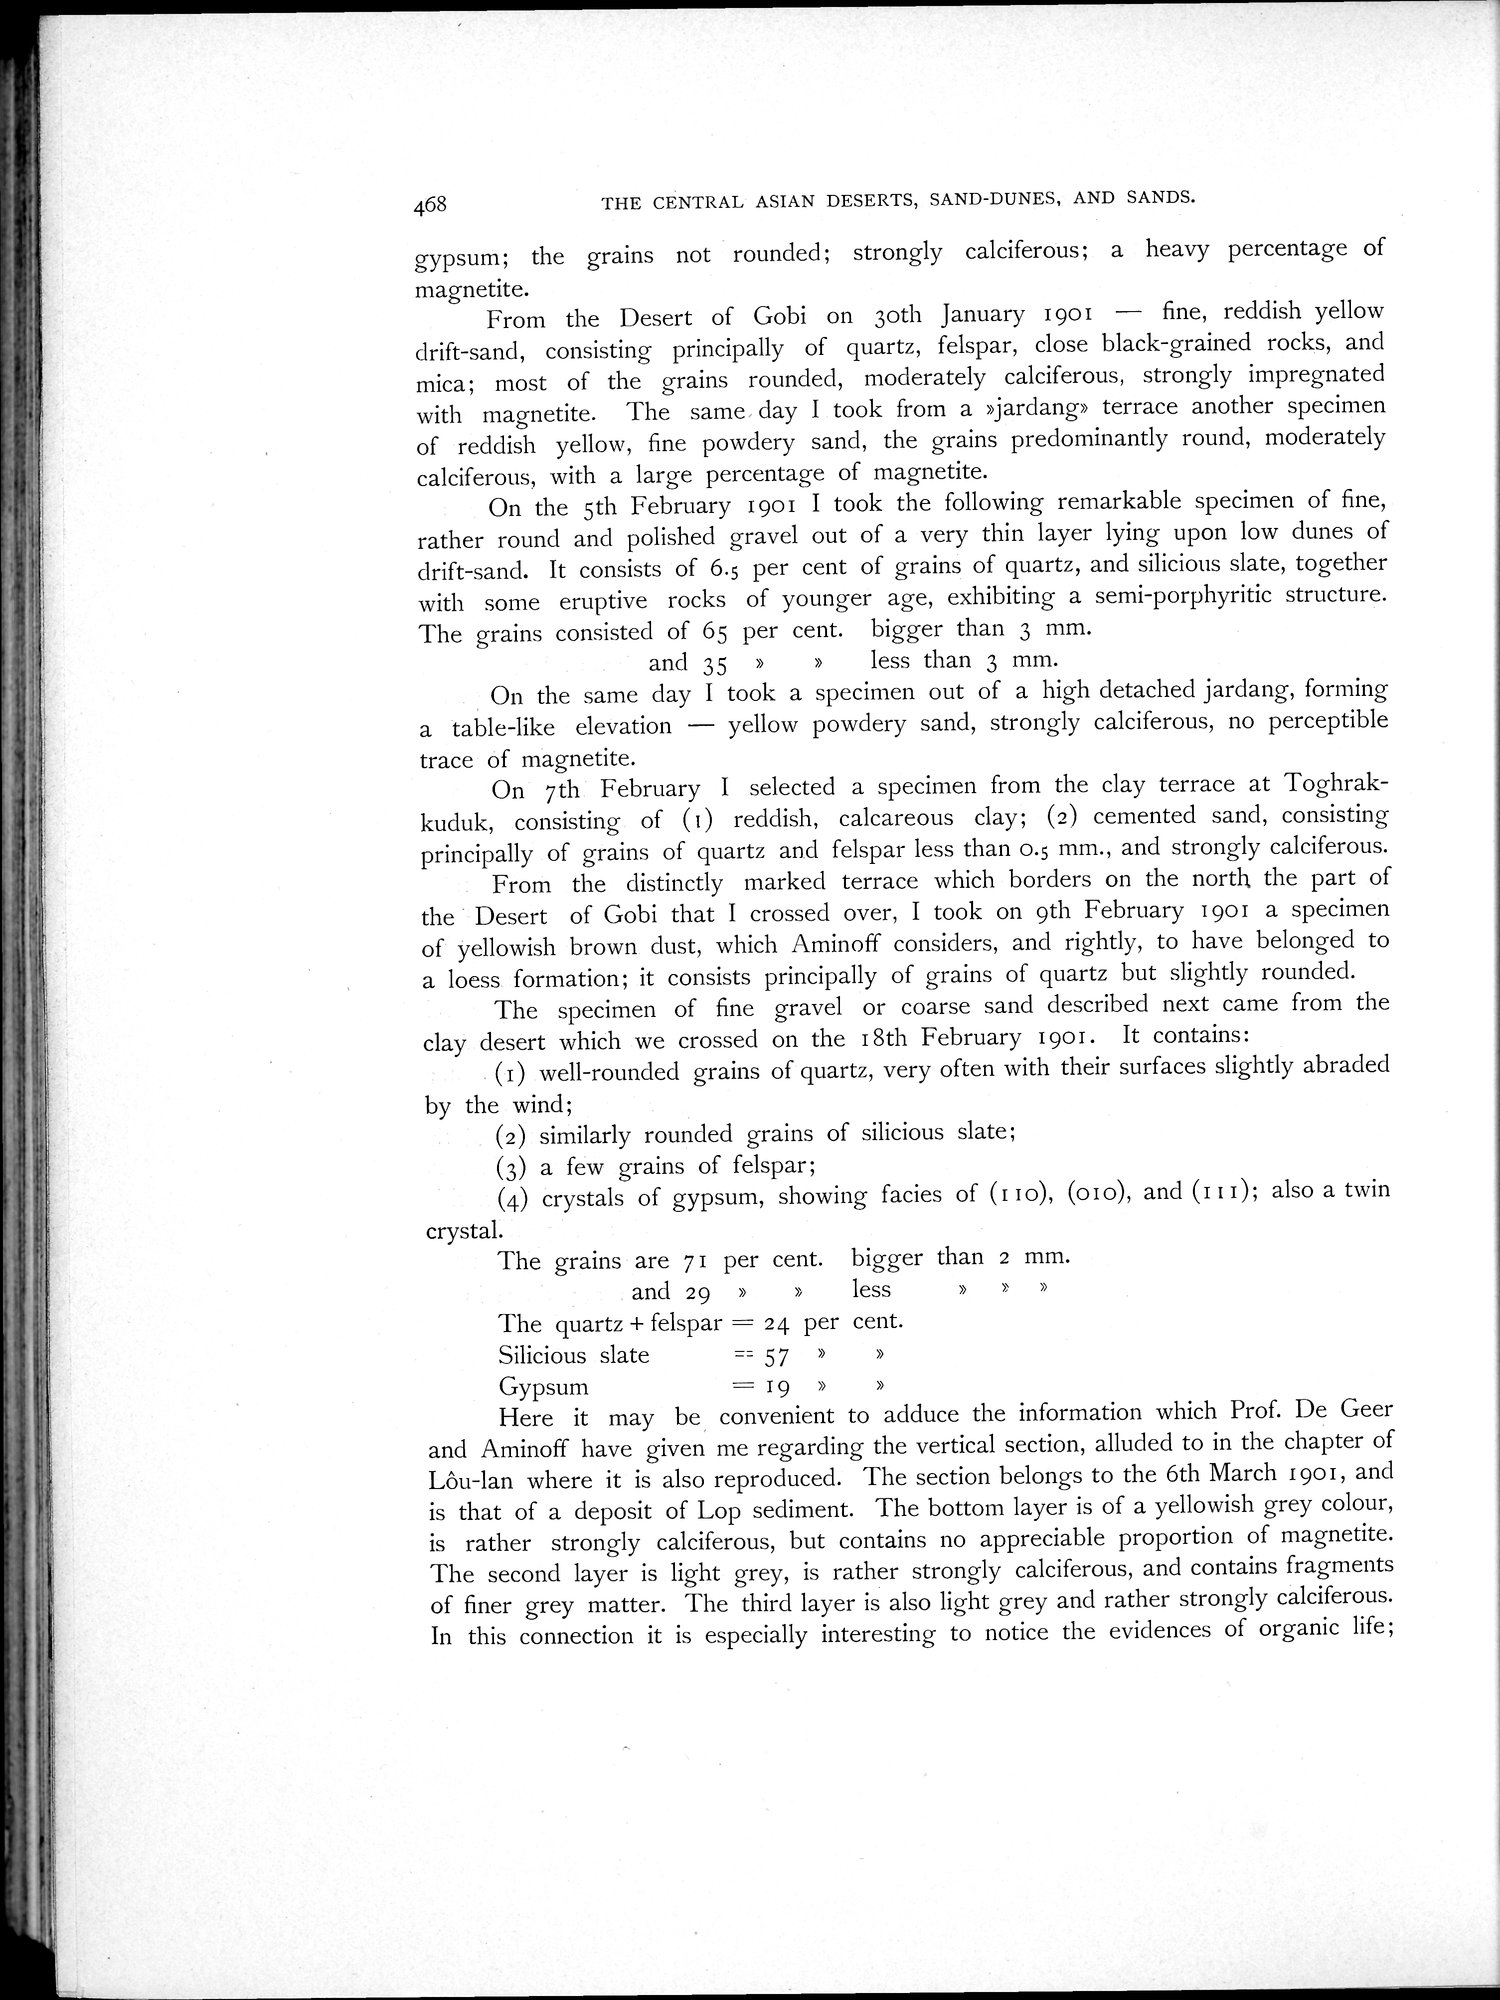 468 THE CENTRAL ASIAN DESERTS, SAND-DUNES, AND SANDS.
gypsum; the grains not rounded; strongly calciferous; a heavy percentage of
magnetite.
From the Desert of Gobi on 30th January 1901 — fine, reddish yellow
drift-sand, consisting principally of quartz, felspar, close black-grained rocks, and
mica; most of the grains rounded, moderately calciferous, strongly impregnated
with magnetite. The same day I took from a »jardang» terrace another specimen
of reddish yellow, fine powdery sand, the grains predominantly round, moderately
calciferous, with a large percentage of magnetite.
On the 5th February 1901 I took the following remarkable specimen of fine,
rather round and polished gravel out of a very thin layer lying upon low dunes of
drift-sand. It consists of 6.5 per cent of grains of quartz, and silicious slate, together
with some eruptive rocks of younger age, exhibiting a semi-porphyritic structure.
The grains consisted of 65 per cent. bigger than 3 mm.
and 35 » » less than 3 mm.
On the same day I took a specimen out of a high detached jardang, forming
a table-like elevation — yellow powdery sand, strongly calciferous, no perceptible
trace of magnetite.
On 7th February I selected a specimen from the clay terrace at Toghrak-
kuduk, consisting of (1) reddish, calcareous clay; (2) cemented sand, consisting
principally of grains of quartz and felspar less than 0.5 mm., and strongly calciferous.
From the distinctly marked terrace which borders on the north the part of
the Desert of Gobi that I crossed over, I took on 9th February 1901 a specimen
of yellowish brown dust, which Aminoff considers, and rightly, to have belonged to
a loess formation; it consists principally of grains of quartz but slightly rounded.
The specimen of fine gravel or coarse sand described next came from the
clay desert which we crossed on the 18th February 1901. It contains:
(1) well-rounded grains of quartz, very often with their surfaces slightly abraded
by the wind;
(2) similarly rounded grains of silicious slate;
(3) a few grains of felspar;
(4) crystals of gypsum, showing facies of (110), (010), and (111); also a twin
crystal.
The grains are 71 per cent. bigger than 2 mm.
and 29 » » less » » »
The quartz + felspar = 24 per cent.
Silicious slate = 57 » »
Gypsum = 19 » »
Here it may be convenient to adduce the information which Prof. De Geer
and Aminoff have given me regarding the vertical section, alluded to in the chapter of
Lôu-lan where it is also reproduced. The section belongs to the 6th March 1901, and
is that of a deposit of Lop sediment. The bottom layer is of a yellowish grey colour,
is rather strongly calciferous, but contains no appreciable proportion of magnetite.
The second layer is light grey, is rather strongly calciferous, and contains fragments
of finer grey matter. The third layer is also light grey and rather strongly calciferous.
In this connection it is especially interesting to notice the evidences of organic life;